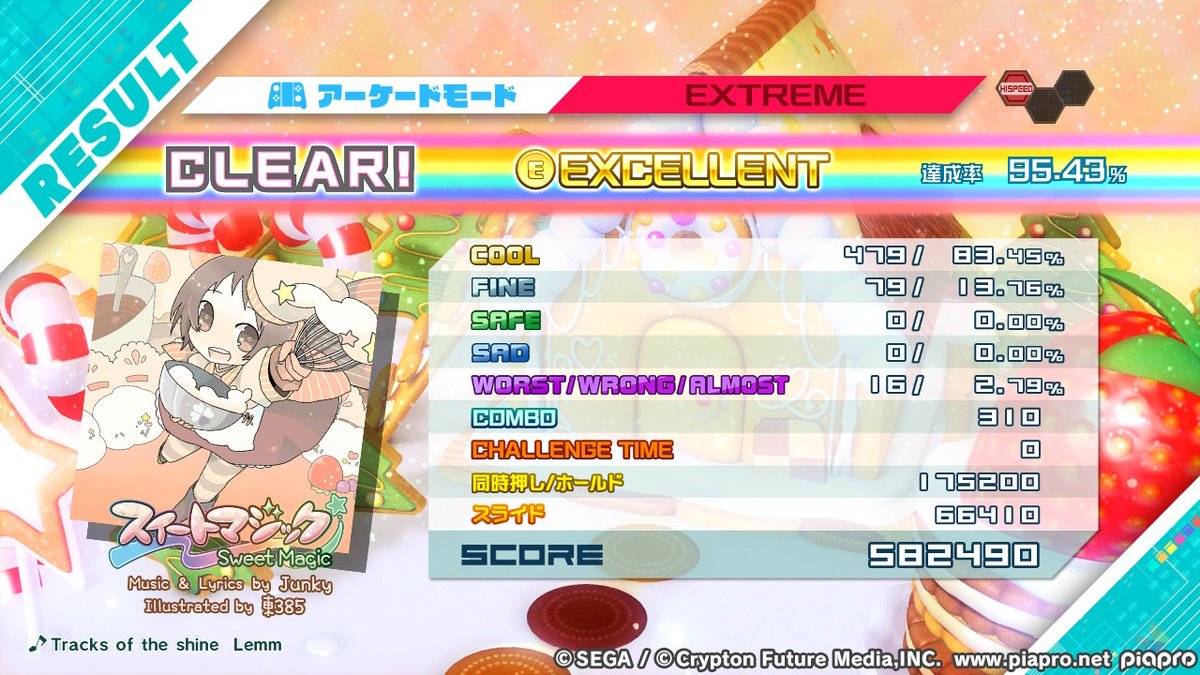 RESULT
アーケードモード EXTREME HISPEED
CLEAR! E EXCELLENT 達成率 95.43%
COOL 479/ 83.45%
FINE 79/ 13.76%
SAFE 0/ 0.00%
SAD 0/ 0.00%
WORST/WRONG/ALMOST 16/ 2.79%
COMBO 310
CHALLENGE TIME 0
同時押し/ホールド 175200
スライド 66410
SCORE 582490
スイートマジック
Sweet Magic
Music & Lyrics by Junky
Illustrated by 東385
♪Tracks of the shine Lemm
©SEGA / ©Crypton Future Media,INC. www.piapro.net piapro